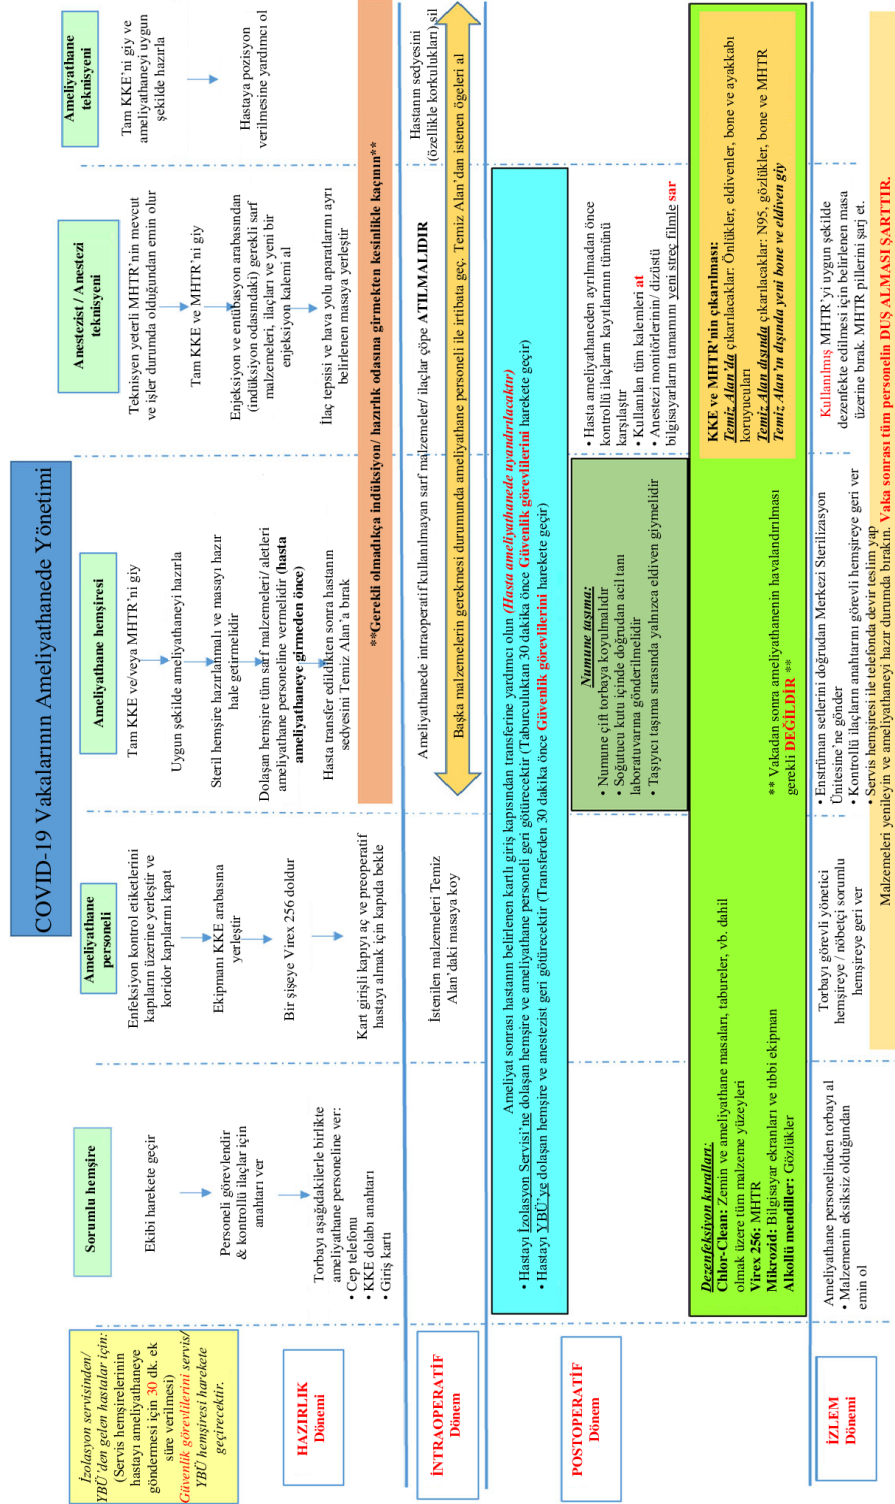 COVID-19 Vakalarının Ameliyathanede Yönetimi
İzolasyon servisinden/
YBÜ'den gelen hastalar için:
(Servis hemşirelerinin
hastayı ameliyathaneye
göndermesi için 30 dk. ek
süre verilmesi)
Güvenlik görevlilerini servis/
YBÜ hemşiresi harekete
geçirecektir.
HAZIRLIK
Dönemi
Sorumlu hemşire
Ekibi harekete geçir
Personeli görevlendir
& kontrollü ilaçlar için
anahtarı ver
Torbayı aşağıdakilerle birlikte
ameliyathane personeline ver:
• Cep telefonu
• KKE dolabı anahtarı
• Giriş kartı
Ameliyathane
personeli
Enfeksiyon kontrol etiketlerini
kapıların üzerine yerleştir ve
koridor kapılarını kapat
Ekipmanı KKE arabasına
yerleştir
Bir şişeye Virex 256 doldur
Kart girişli kapıyı aç ve preoperatif
hastayı almak için kapıda bekle
Ameliyathane hemşiresi
Tam KKE ve/veya MHTR'ni giy
Uygun şekilde ameliyathaneyi hazırla
Steril hemşire hazırlanmalı ve masayı hazır
hale getirmelidir
Dolaşan hemşire tüm sarf malzemeleri/ aletleri
ameliyathane personeline vermelidir (hasta
ameliyathaneye girmeden önce)
Hasta transfer edildikten sonra hastanın
sedyesini Temiz Alan'a bırak
Anestezist / Anestezi
teknisyeni
Teknisyen yeterli MHTR'nin mevcut
ve işler durumda olduğundan emin olur
Tam KKE ve MHTR'ni giy
Enjeksiyon ve entübasyon arabasından
(indüksiyon odasındaki) gerekli sarf
malzemeleri, ilaçları ve yeni bir
enjeksiyon kalemi al
İlaç tepsisi ve hava yolu aparatlarını ayrı
belirlenen masaya yerleştir
Ameliyathane
teknisyeni
Tam KKE'ni giy ve
ameliyathaneyi uygun
şekilde hazırla
Hastaya pozisyon
verilmesine yardımcı ol
**Gerekli olmadıkça indüksiyon/ hazırlık odasına girmekten kesinlikle kaçının**
İNTRAOPERATİF
Dönem
İstenilen malzemeleri Temiz
Alan'daki masaya koy
Ameliyathanede intraoperatif kullanılmayan sarf malzemeler/ ilaçlar çöpe ATILMALIDIR
Hastanın sedyesini
(özellikle korkulukları) sil
Başka malzemelerin gerekmesi durumunda ameliyathane personeli ile irtibata geç. Temiz Alan'dan istenen ögeleri al
POSTOPERATİF
Dönem
Ameliyat sonrası hastanın belirlenen kartlı giriş kapısından transferine yardımcı olun (Hasta ameliyathanede uyandırılacaktır)
• Hastayı İzolasyon Servisi'ne dolaşan hemşire ve ameliyathane personeli geri götürecektir (Taburculuktan 30 dakika önce Güvenlik görevlilerini harekete geçir)
• Hastayı YBÜ'ye dolaşan hemşire ve anestezist geri götürecektir (Transferden 30 dakika önce Güvenlik görevlilerini harekete geçir)
Numune taşıma:
• Numune çift torbaya koyulmalıdır
• Soğutucu kutu içinde doğrudan acil tanı
laboratuvarına gönderilmelidir
• Taşıyıcı taşıma sırasında yalnızca eldiven giymelidir
• Hasta ameliyathaneden ayrılmadan önce
kontrollü ilaçların kayıtlarının tümünü
karşılaştır
• Kullanılan tüm kalemleri at
• Anestezi monitörlerinin/ dizüstü
bilgisayarların tamamını yeni streç filmle sar
Dezenfeksiyon kuralları:
Chlor-Clean: Zemin ve ameliyathane masaları, tabureler, vb. dahil
olmak üzere tüm malzeme yüzeyleri
Virex 256: MHTR
Mikrozid: Bilgisayar ekranları ve tıbbi ekipman
Alkollü mendiller: Gözlükler
** Vakadan sonra ameliyathanenin havalandırılması
gerekli DEĞİLDİR **
KKE ve MHTR'nin çıkarılması:
Temiz Alan'da çıkarılacaklar: Önlükler, eldivenler, bone ve ayakkabı
koruyucuları
Temiz Alan dışında çıkarılacaklar: N95, gözlükler, bone ve MHTR
Temiz Alan'ın dışında yeni bone ve eldiven giy
İZLEM
Dönemi
Ameliyathane personelinden torbayı al
• Malzemenin eksiksiz olduğundan
emin ol
Torbayı görevli yönetici
hemşireye / nöbetçi sorumlu
hemşireye geri ver
• Enstrüman setlerini doğrudan Merkezi Sterilizasyon
Ünitesine'ne gönder
• Kontrollü ilaçların anahtarını görevli hemşireye geri ver
• Servis hemşiresi ile telefonda devir teslim yap
Kullanılmış MHTR'yi uygun şekilde
dezenfekte edilmesi için belirlenen masa
üzerine bırak. MHTR pillerini şarj et.
Malzemeleri yenileyin ve ameliyathaneyi hazır durumda bırakın. Vaka sonrası tüm personelin DUŞ ALMASI ŞARTTIR.